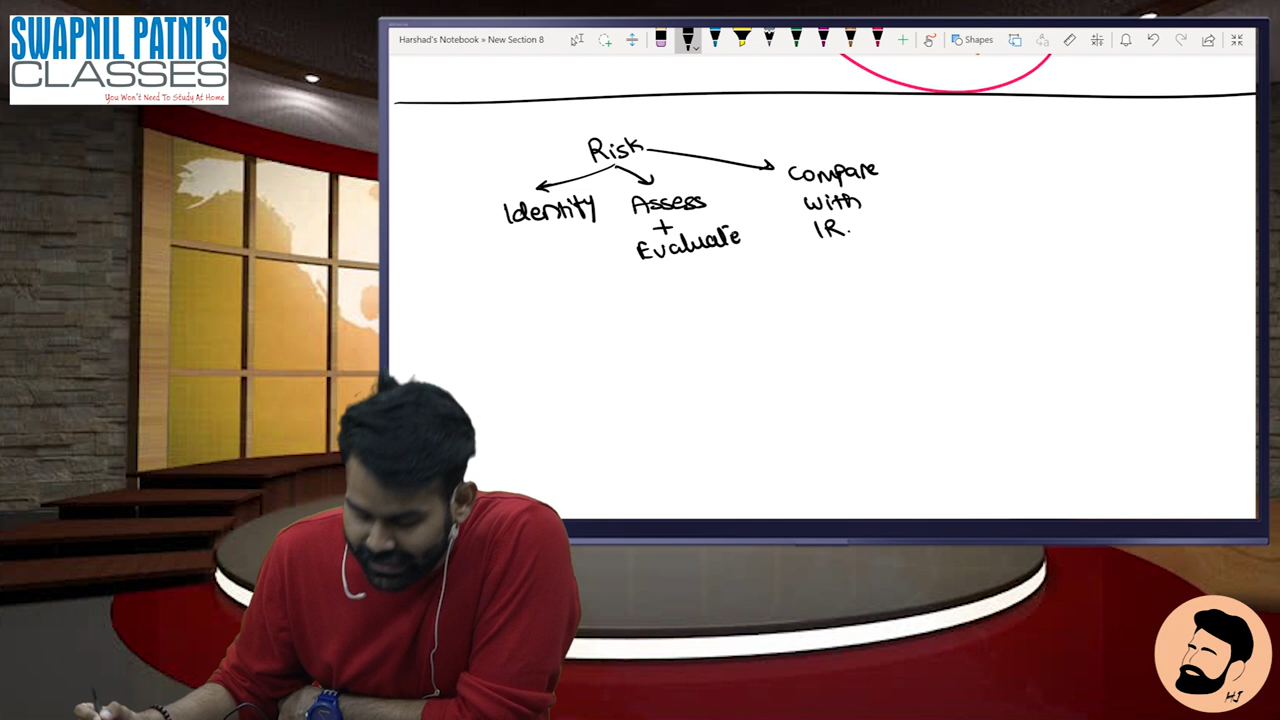 SWAPNIL PATNI'S
CLASSES
You Won't Need To Study At Home
Harshad's Notebook » New Section 8
Shapes
Risk
Identity
Assess
+
Evaluate
Compare
with
IR.
HJ